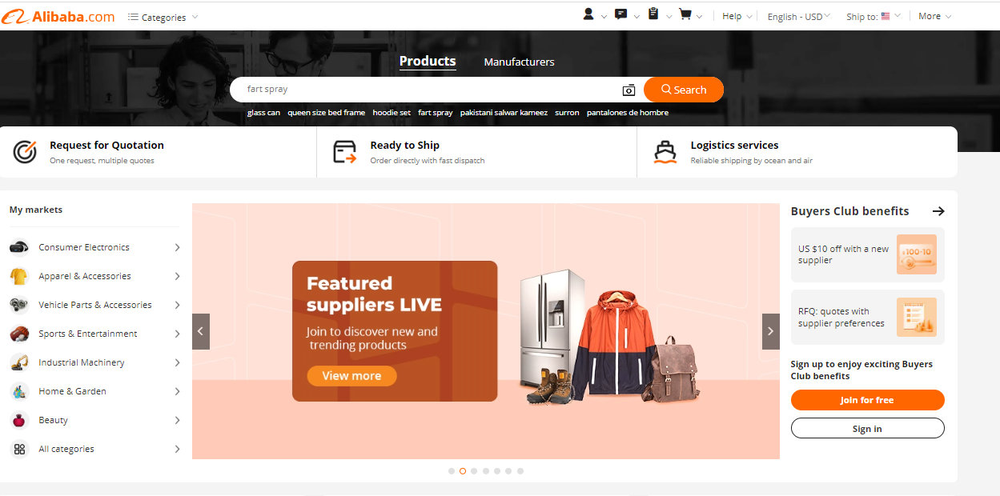 Alibaba.com
Categories
Help
English - USD
Ship to:
More
Products
Manufacturers
fart spray
Search
glass can queen size bed frame hoodie set fart spray pakistani salwar kameez surron pantalones de hombre
Request for Quotation
One request, multiple quotes
Ready to Ship
Order directly with fast dispatch
Logistics services
Reliable shipping by ocean and air
My markets
Consumer Electronics
Apparel & Accessories
Vehicle Parts & Accessories
Sports & Entertainment
Industrial Machinery
Home & Garden
Beauty
All categories
Featured
suppliers LIVE
Join to discover new and
trending products
View more
Buyers Club benefits
US $10 off with a new
supplier
$100-10
RFQ: quotes with
supplier preferences
Sign up to enjoy exciting Buyers
Club benefits
Join for free
Sign in